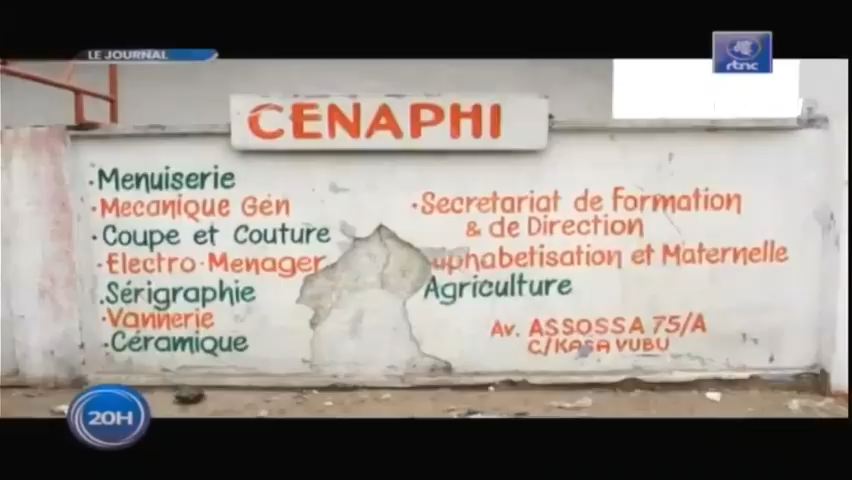 LE JOURNAL
rtnc
CENAPHI
·Menuiserie
·Mecanique Gén
·Coupe et Couture
·Electro-Menager
.Sérigraphie
·Vannerie
·Céramique
·Secretariat de Formation
& de Direction
et Maternelle
Agriculture
Av. ASSOSSA 75/A
C/KASA VUBU
20H